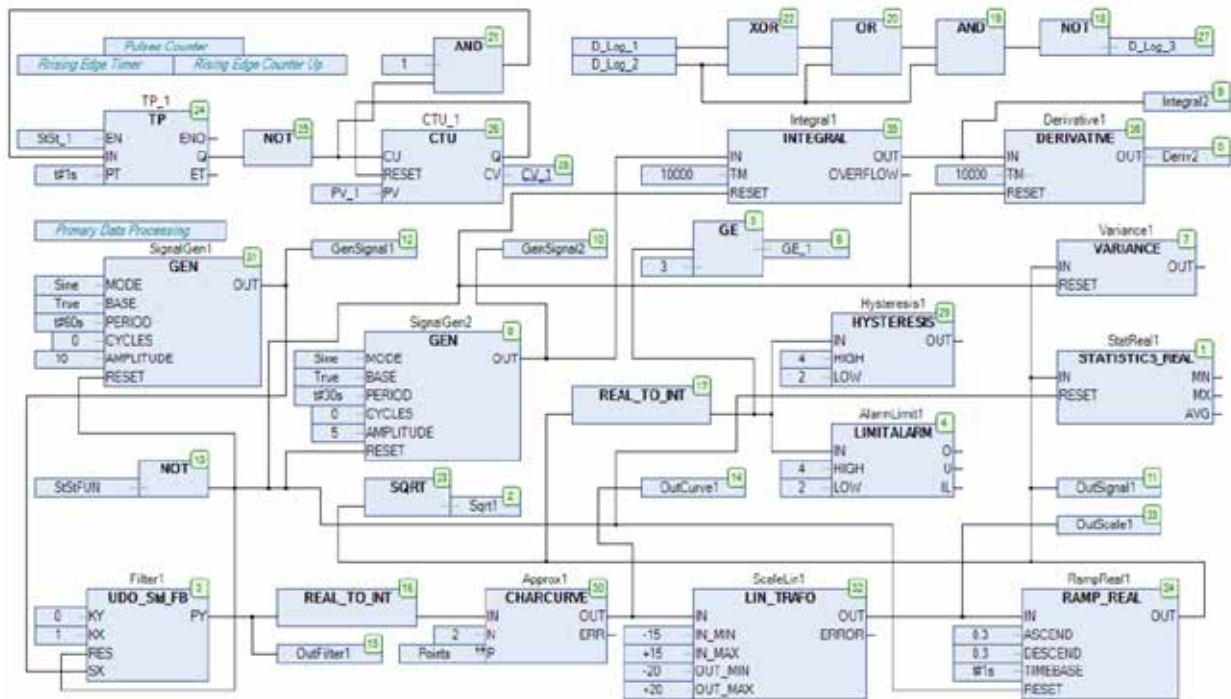 Pulses Counter
Rrising Edge Timer
Rising Edge Counter Up
21
AND
1
TP_1
24
TP
StSt_1
EN
ENO
IN
Q
t#1s
PT
ET
25
NOT
CTU_1
26
CTU
CU
Q
RESET
CV
28
CV_1
Pv_1
PV
D_Log_1
D_Log_2
22
XOR
20
OR
19
AND
18
NOT
27
D_Log_3
Integral2
Integral1
INTEGRAL
IN
OUT
10000
TM
OVERFLOW
RESET
Derivative1
DERIVATIVE
IN
OUT
Deriv2
10000
TM
RESET
Primary Data Processing
SignalGen1
GEN
Sine
MODE
OUT
True
BASE
t#60s
PERIOD
0
CYCLES
10
AMPLITUDE
RESET
12
GenSignal1
10
GenSignal2
GE
3
GE_1
Variance1
7
VARIANCE
IN
OUT
RESET
SignalGen2
GEN
Sine
MODE
OUT
True
BASE
t#30s
PERIOD
0
CYCLES
5
AMPLITUDE
RESET
Hysteresis1
29
HYSTERESIS
IN
OUT
4
HIGH
2
LOW
StatReal1
1
STATISTICS_REAL
IN
MN
RESET
MX
AVG
17
REAL_TO_INT
AlarmLimit1
4
LIMITALARM
IN
O
4
HIGH
U
2
LOW
IL
13
NOT
StStFUN
23
SQRT
2
Sqrt1
14
OutCurve1
11
OutSignal1
33
OutScale1
Filter1
3
UDO_Std_FB
0
KY
PY
1
KX
RES
SX
16
REAL_TO_INT
15
OutFilter1
Approx1
30
CHARCURVE
IN
OUT
2
N
ERR
Points
**P
ScaleLin1
32
LIN_TRAFO
IN
OUT
-15
IN_MIN
ERROR
+15
IN_MAX
-20
OUT_MIN
+20
OUT_MAX
RampReal1
34
RAMP_REAL
IN
OUT
0.3
ASCEND
0.3
DESCEND
t#1s
TIMEBASE
RESET